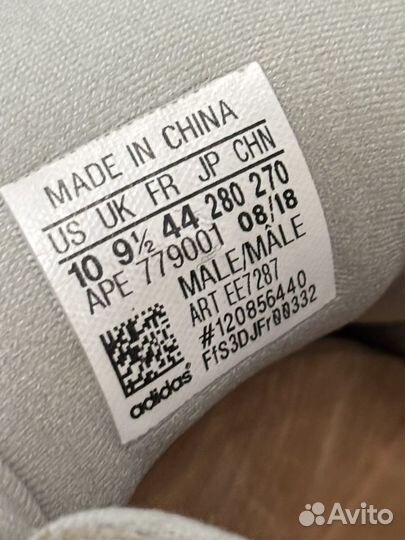 MADE IN CHINA
US UK FR JP CHN
10 9½ 44 280 270
APE 779001 08/18
MALE/MÂLE
ART EE7287
#120856440
FfS3DJFr00332
adidas
Avito